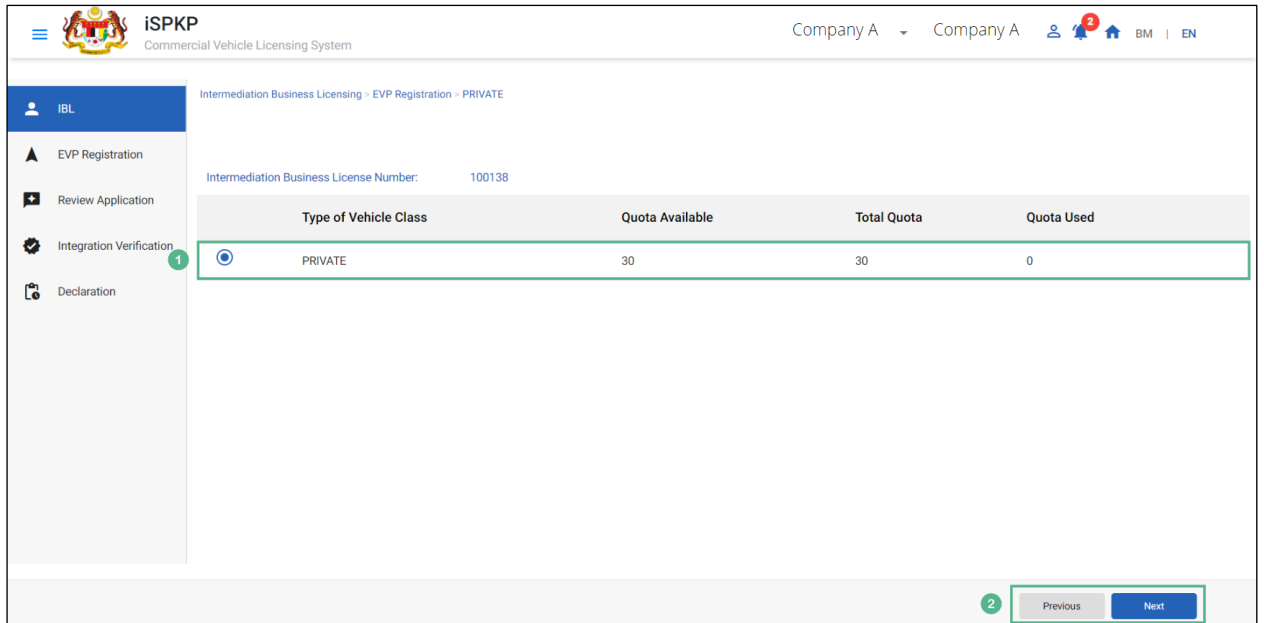 iSPKP
Commercial Vehicle Licensing System
Company A Company A 2 BM | EN
Intermediation Business Licensing > EVP Registration > PRIVATE
IBL
EVP Registration
Review Application
Integration Verification
Declaration
Intermediation Business License Number: 100138
Type of Vehicle Class Quota Available Total Quota Quota Used
1 PRIVATE 30 30 0
2 Previous Next